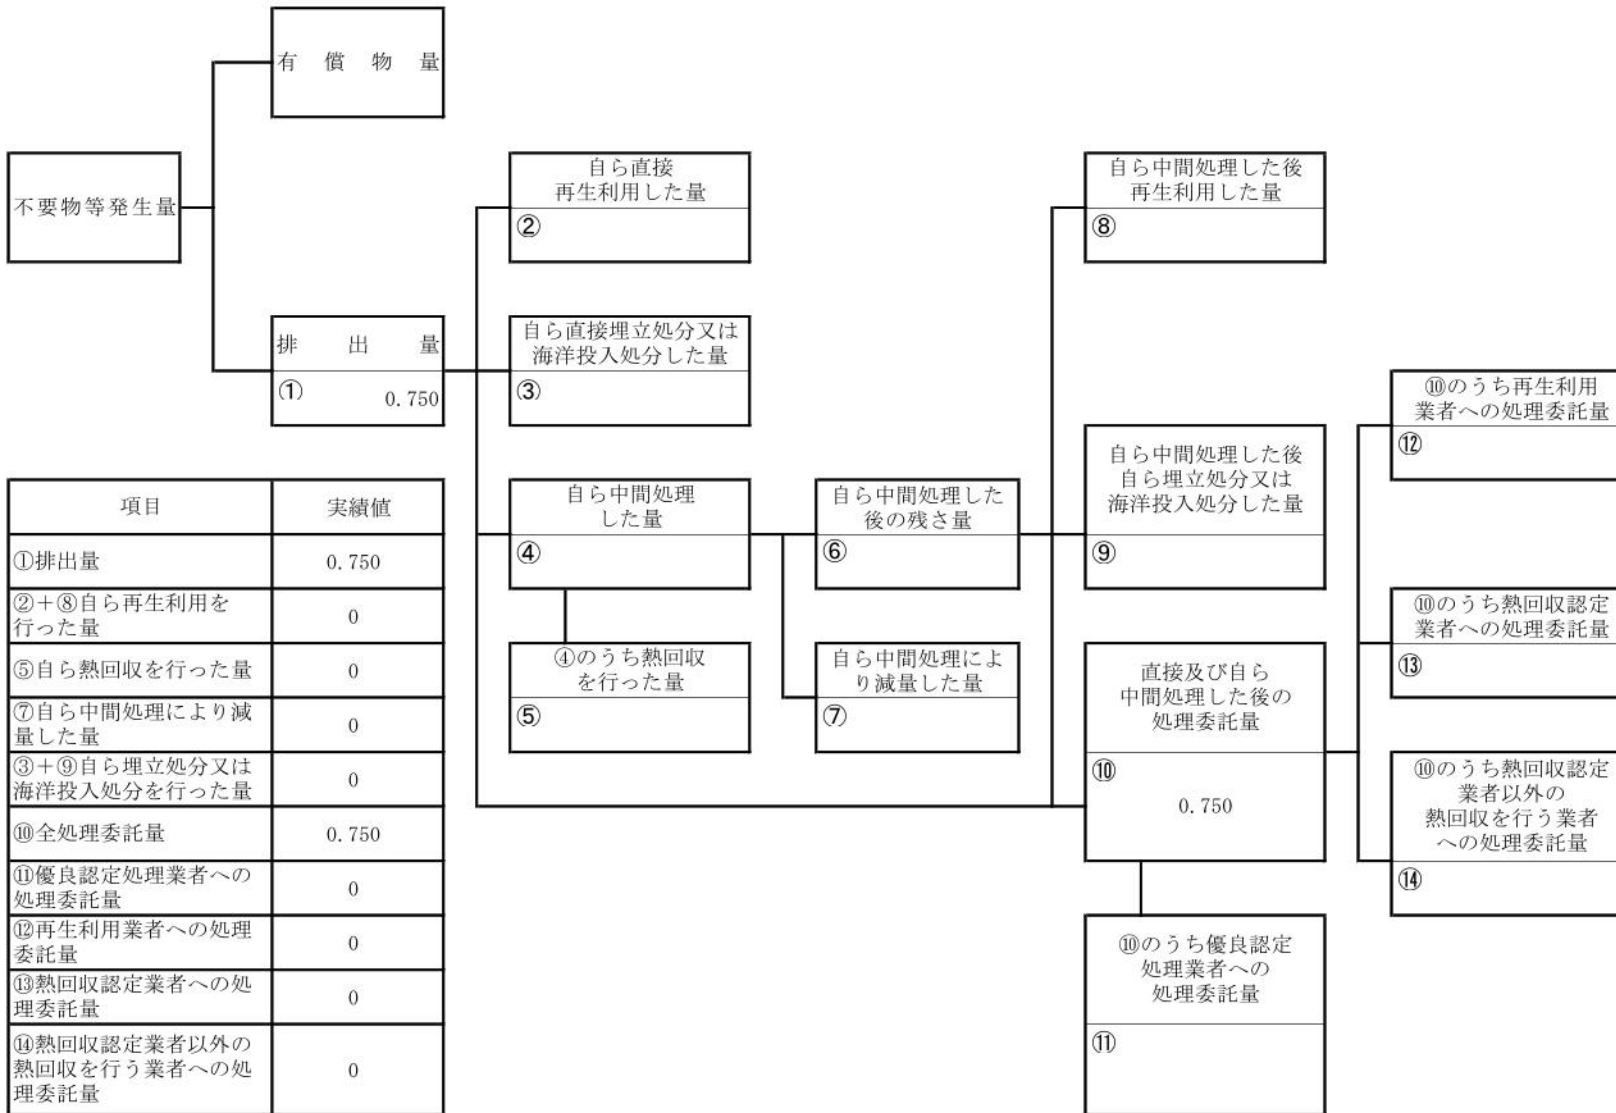 有償物量
不要物等発生量
排出量
① 0.750
自ら直接
再生利用した量
②
自ら直接埋立処分又は
海洋投入処分した量
③
自ら中間処理
した量
④
④のうち熱回収
を行った量
⑤
自ら中間処理した
後の残さ量
⑥
自ら中間処理によ
り減量した量
⑦
自ら中間処理した後
再生利用した量
⑧
自ら中間処理した後
自ら埋立処分又は
海洋投入処分した量
⑨
直接及び自ら
中間処理した後の
処理委託量
⑩
0.750
⑩のうち優良認定
処理業者への
処理委託量
⑪
⑩のうち再生利用
業者への処理委託量
⑫
⑩のうち熱回収認定
業者への処理委託量
⑬
⑩のうち熱回収認定
業者以外の
熱回収を行う業者
への処理委託量
⑭
項目 実績値
①排出量 0.750
②+⑧自ら再生利用を
行った量 0
⑤自ら熱回収を行った量 0
⑦自ら中間処理により減
量した量 0
③+⑨自ら埋立処分又は
海洋投入処分を行った量 0
⑩全処理委託量 0.750
⑪優良認定処理業者への
処理委託量 0
⑫再生利用業者への処理
委託量 0
⑬熱回収認定業者への処
理委託量 0
⑭熱回収認定業者以外の
熱回収を行う業者への処
理委託量 0